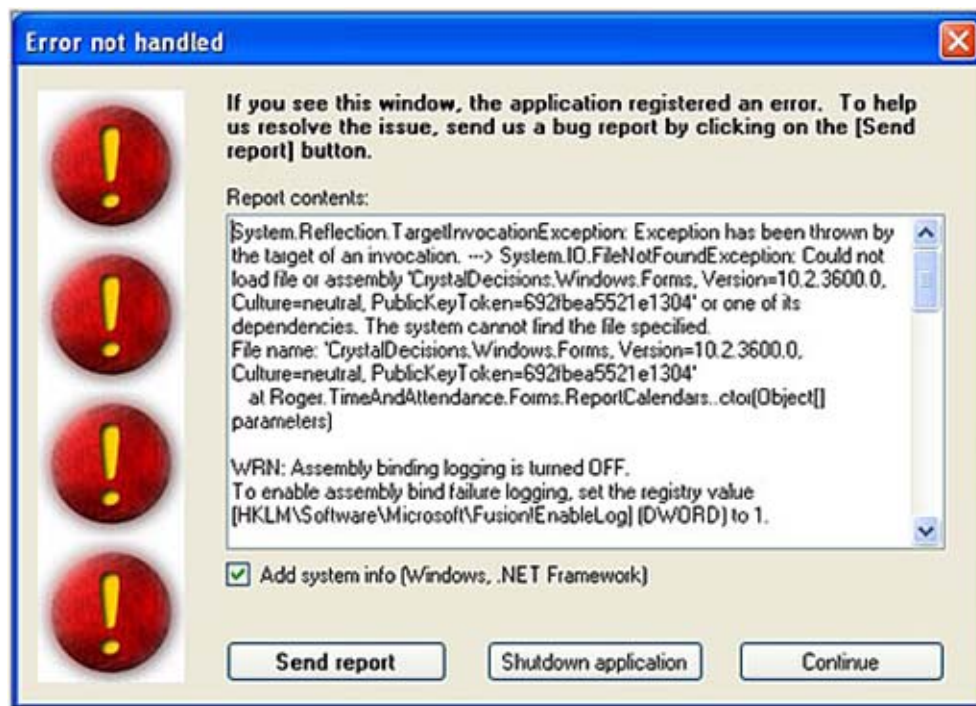 Error not handled
If you see this window, the application registered an error. To help
us resolve the issue, send us a bug report by clicking on the [Send
report] button.
Report contents:
System.Reflection.TargetInvocationException: Exception has been thrown by
the target of an invocation. ---> System.IO.FileNotFoundException: Could not
load file or assembly 'CrystalDecisions.Windows.Forms, Version=10.2.3600.0,
Culture=neutral, PublicKeyToken=692fbea5521e1304' or one of its
dependencies. The system cannot find the file specified.
File name: 'CrystalDecisions.Windows.Forms, Version=10.2.3600.0,
Culture=neutral, PublicKeyToken=692fbea5521e1304'
at Roger.TimeAndAttendance.Forms.ReportCalendars..ctor(Object[]
parameters)
WRN: Assembly binding logging is turned OFF.
To enable assembly bind failure logging, set the registry value
[HKLM\Software\Microsoft\Fusion!EnableLog] (DWORD) to 1.
Add system info (Windows, .NET Framework)
Send report
Shutdown application
Continue